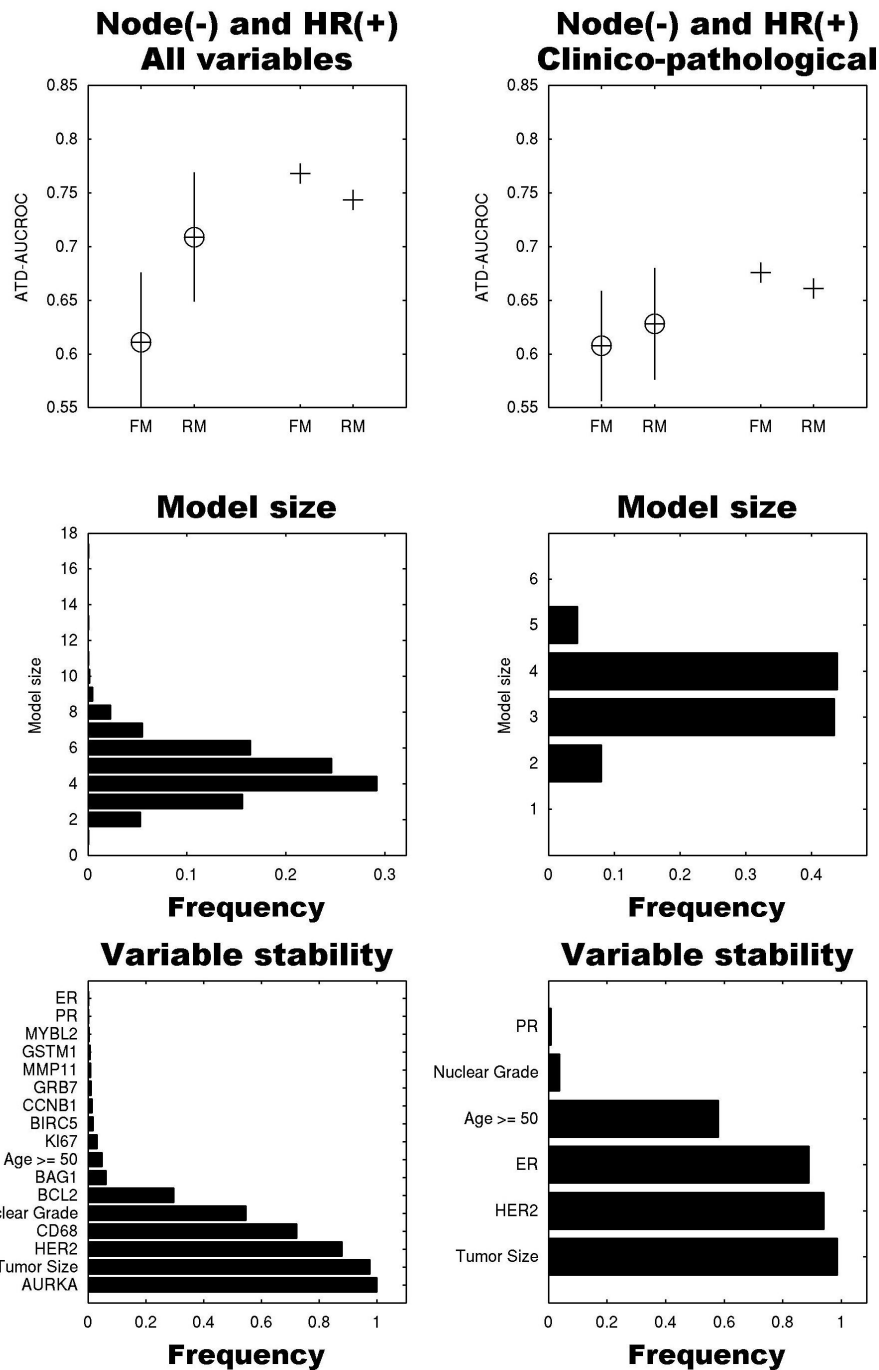 Node(-) and HR(+)
All variables
0.85
0.8
0.75
0.7
0.65
0.6
0.55
ATD-AUCROC
FM RM FM RM
Node(-) and HR(+)
Clinico-pathological
0.85
0.8
0.75
0.7
0.65
0.6
0.55
ATD-AUCROC
FM RM FM RM
Model size
18
16
14
12
10
8
6
4
2
0
Model size
0 0.1 0.2 0.3
Frequency
Model size
6
5
4
3
2
1
Model size
0 0.1 0.2 0.3 0.4
Frequency
Variable stability
ER
PR
MYBL2
GSTM1
MMP11
GRB7
CCNB1
BIRC5
KI67
Age >= 50
BAG1
BCL2
clear Grade
CD68
HER2
Tumor Size
AURKA
0 0.2 0.4 0.6 0.8 1
Frequency
Variable stability
PR
Nuclear Grade
Age >= 50
ER
HER2
Tumor Size
0 0.2 0.4 0.6 0.8 1
Frequency